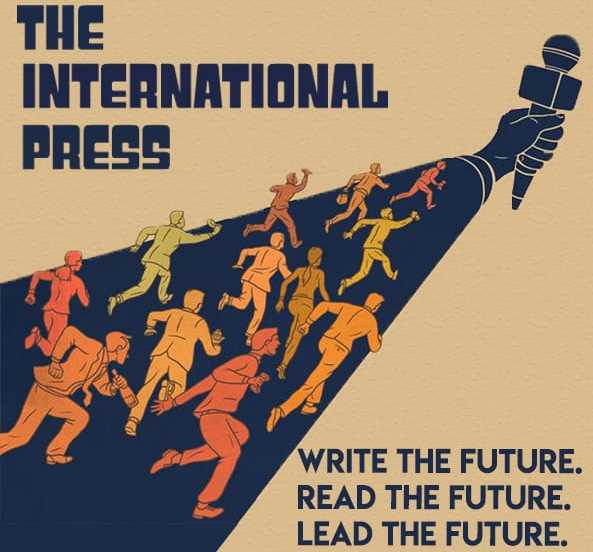 THE
INTERNATIONAL
PRESS
WRITE THE FUTURE.
READ THE FUTURE.
LEAD THE FUTURE.